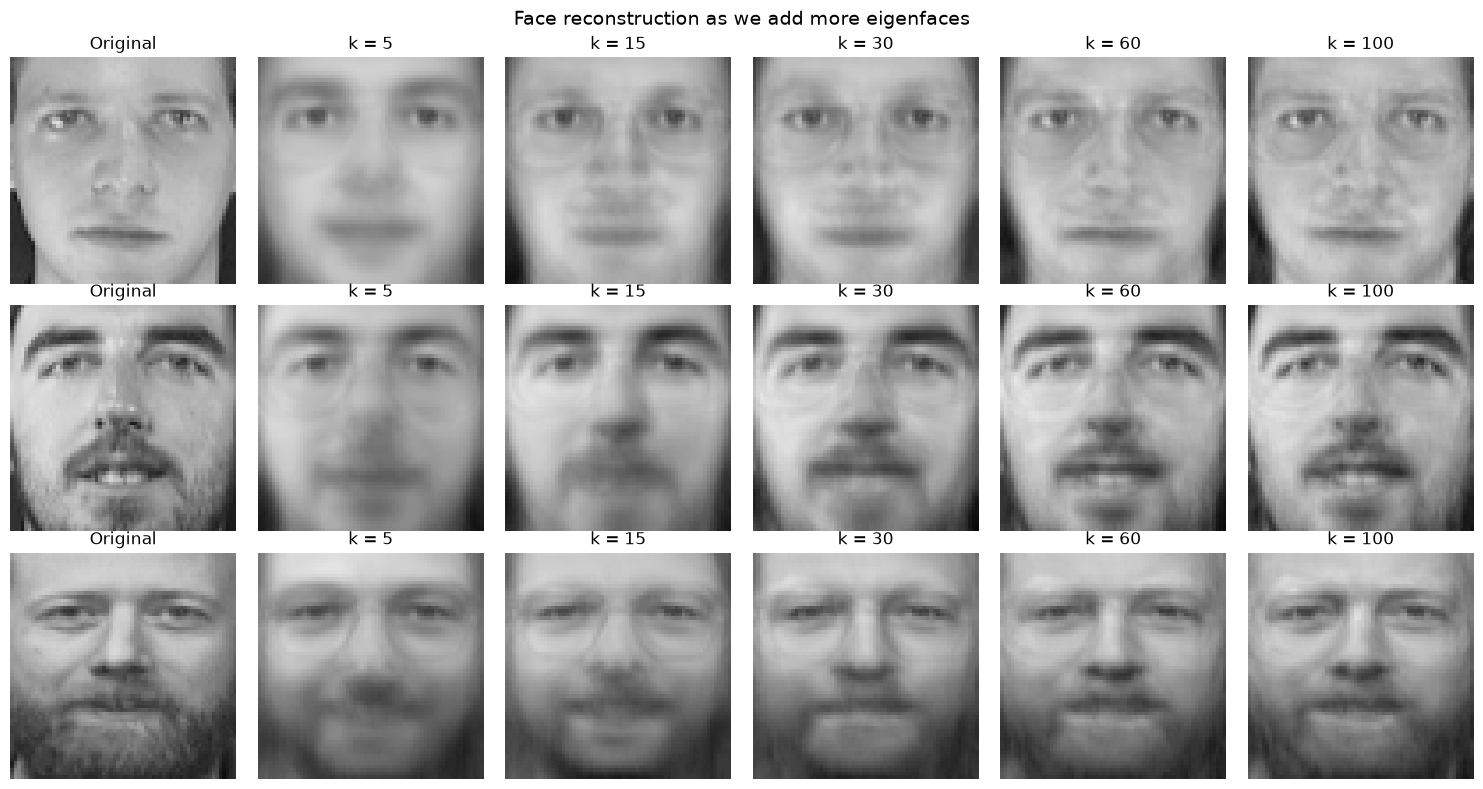 Face reconstruction as we add more eigenfaces
Original k = 5 k = 15 k = 30 k = 60 k = 100
Original k = 5 k = 15 k = 30 k = 60 k = 100
Original k = 5 k = 15 k = 30 k = 60 k = 100